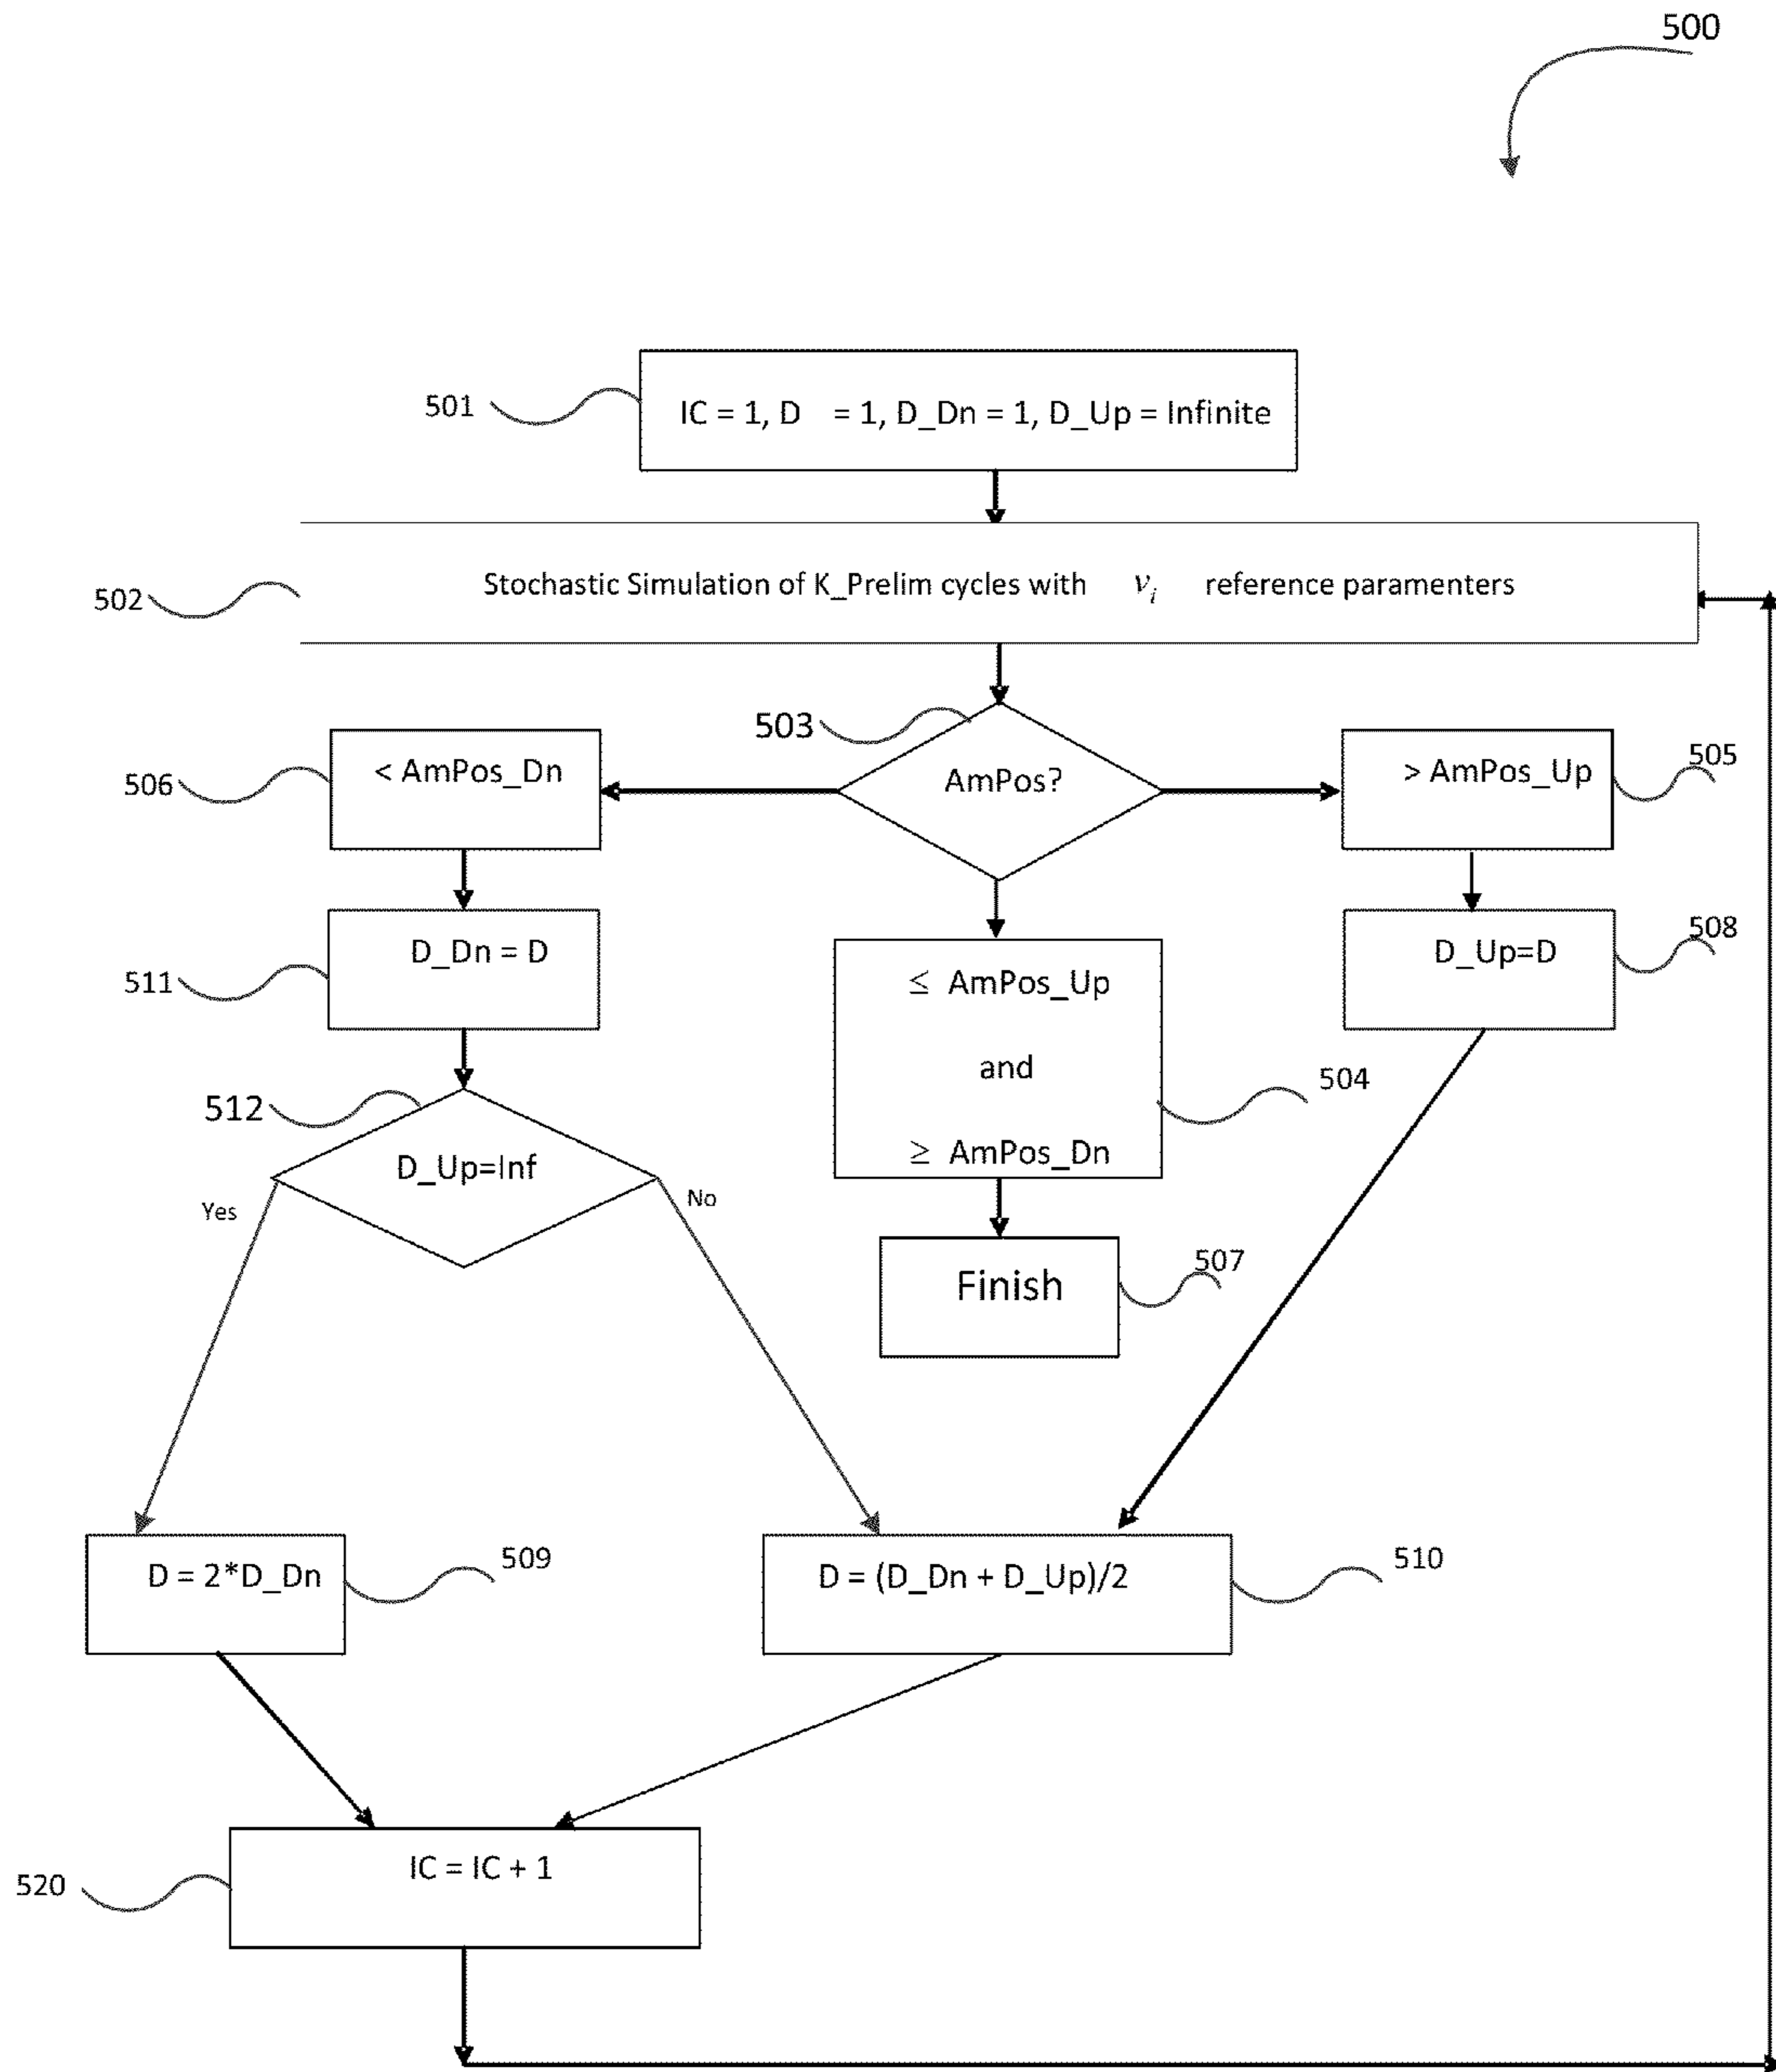 500
501
IC = 1, D = 1, D_Dn = 1, D_Up = Infinite
502
Stochastic Simulation of K_Prelim cycles with v_i reference paramenters
503
AmPos?
506
< AmPos_Dn
> AmPos_Up
505
511
D_Dn = D
≤ AmPos_Up
and
≥ AmPos_Dn
504
D_Up=D
508
512
D_Up=Inf
Yes
No
Finish
507
D = 2*D_Dn
509
D = (D_Dn + D_Up)/2
510
520
IC = IC + 1